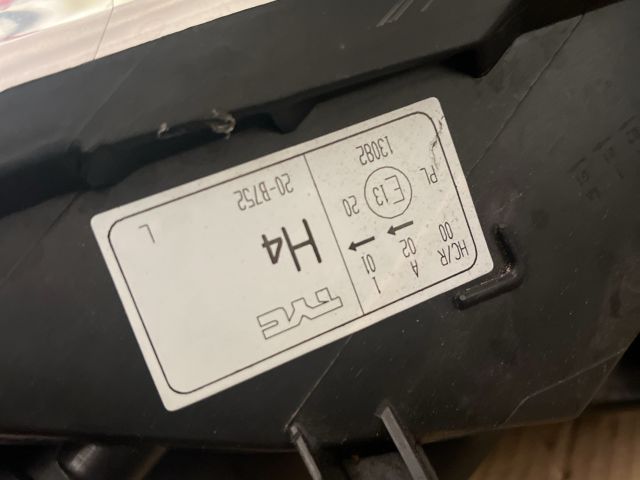 HC/R A 1
00 02 01
PL E13 20
13082
TYC
H4
20-B752
L